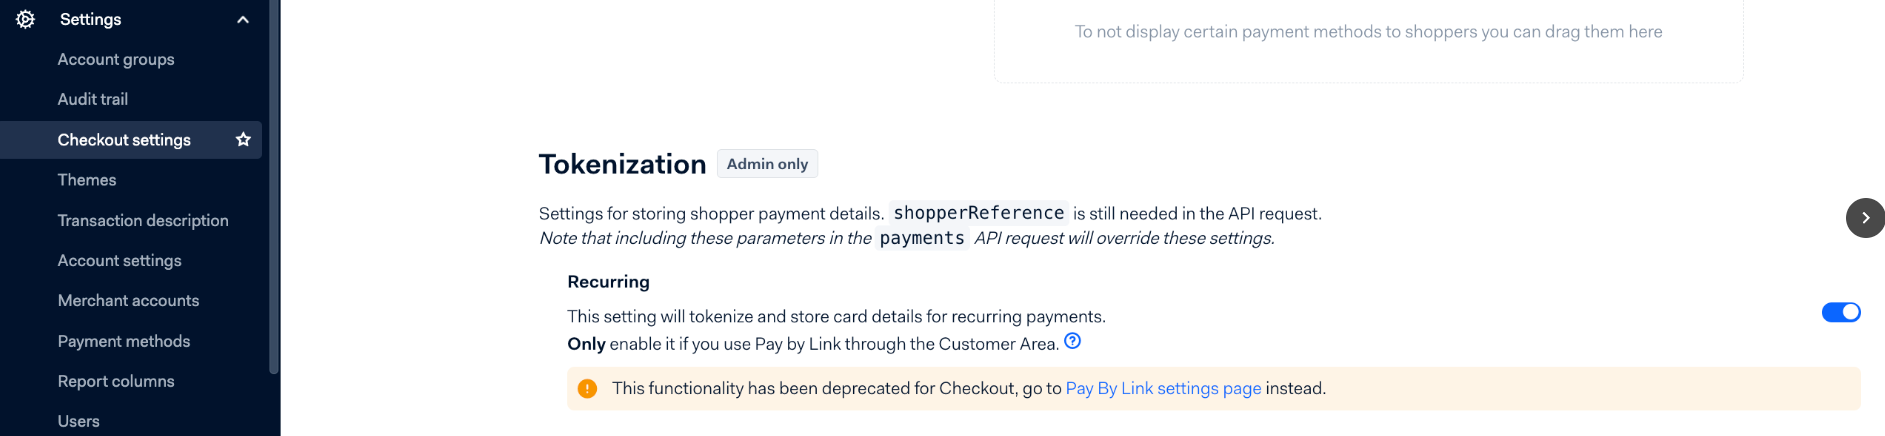 Settings
Account groups
Audit trail
Checkout settings
Themes
Transaction description
Account settings
Merchant accounts
Payment methods
Report columns
Users
To not display certain payment methods to shoppers you can drag them here
Tokenization Admin only
Settings for storing shopper payment details. shopperReference is still needed in the API request.
Note that including these parameters in the payments API request will override these settings.
Recurring
This setting will tokenize and store card details for recurring payments.
Only enable it if you use Pay by Link through the Customer Area.
This functionality has been deprecated for Checkout, go to Pay By Link settings page instead.